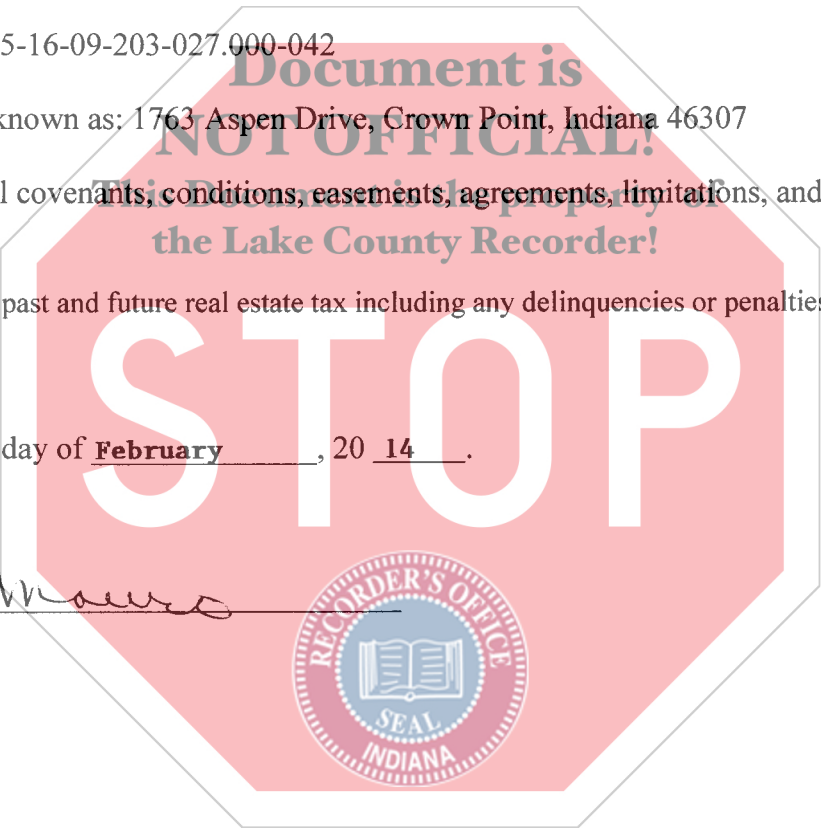 5-16-09-203-027.000-042
Document is
known as: 1763 Aspen Drive, Crown Point, Indiana 46307
NOT OFFICIAL!
l covenants, conditions, easements, agreements, limitations, and
This Document is the property of
the Lake County Recorder!
past and future real estate tax including any delinquencies or penalties
STOP
day of February, 20 14.
RECORDER'S OFFICE
SEAL
INDIANA